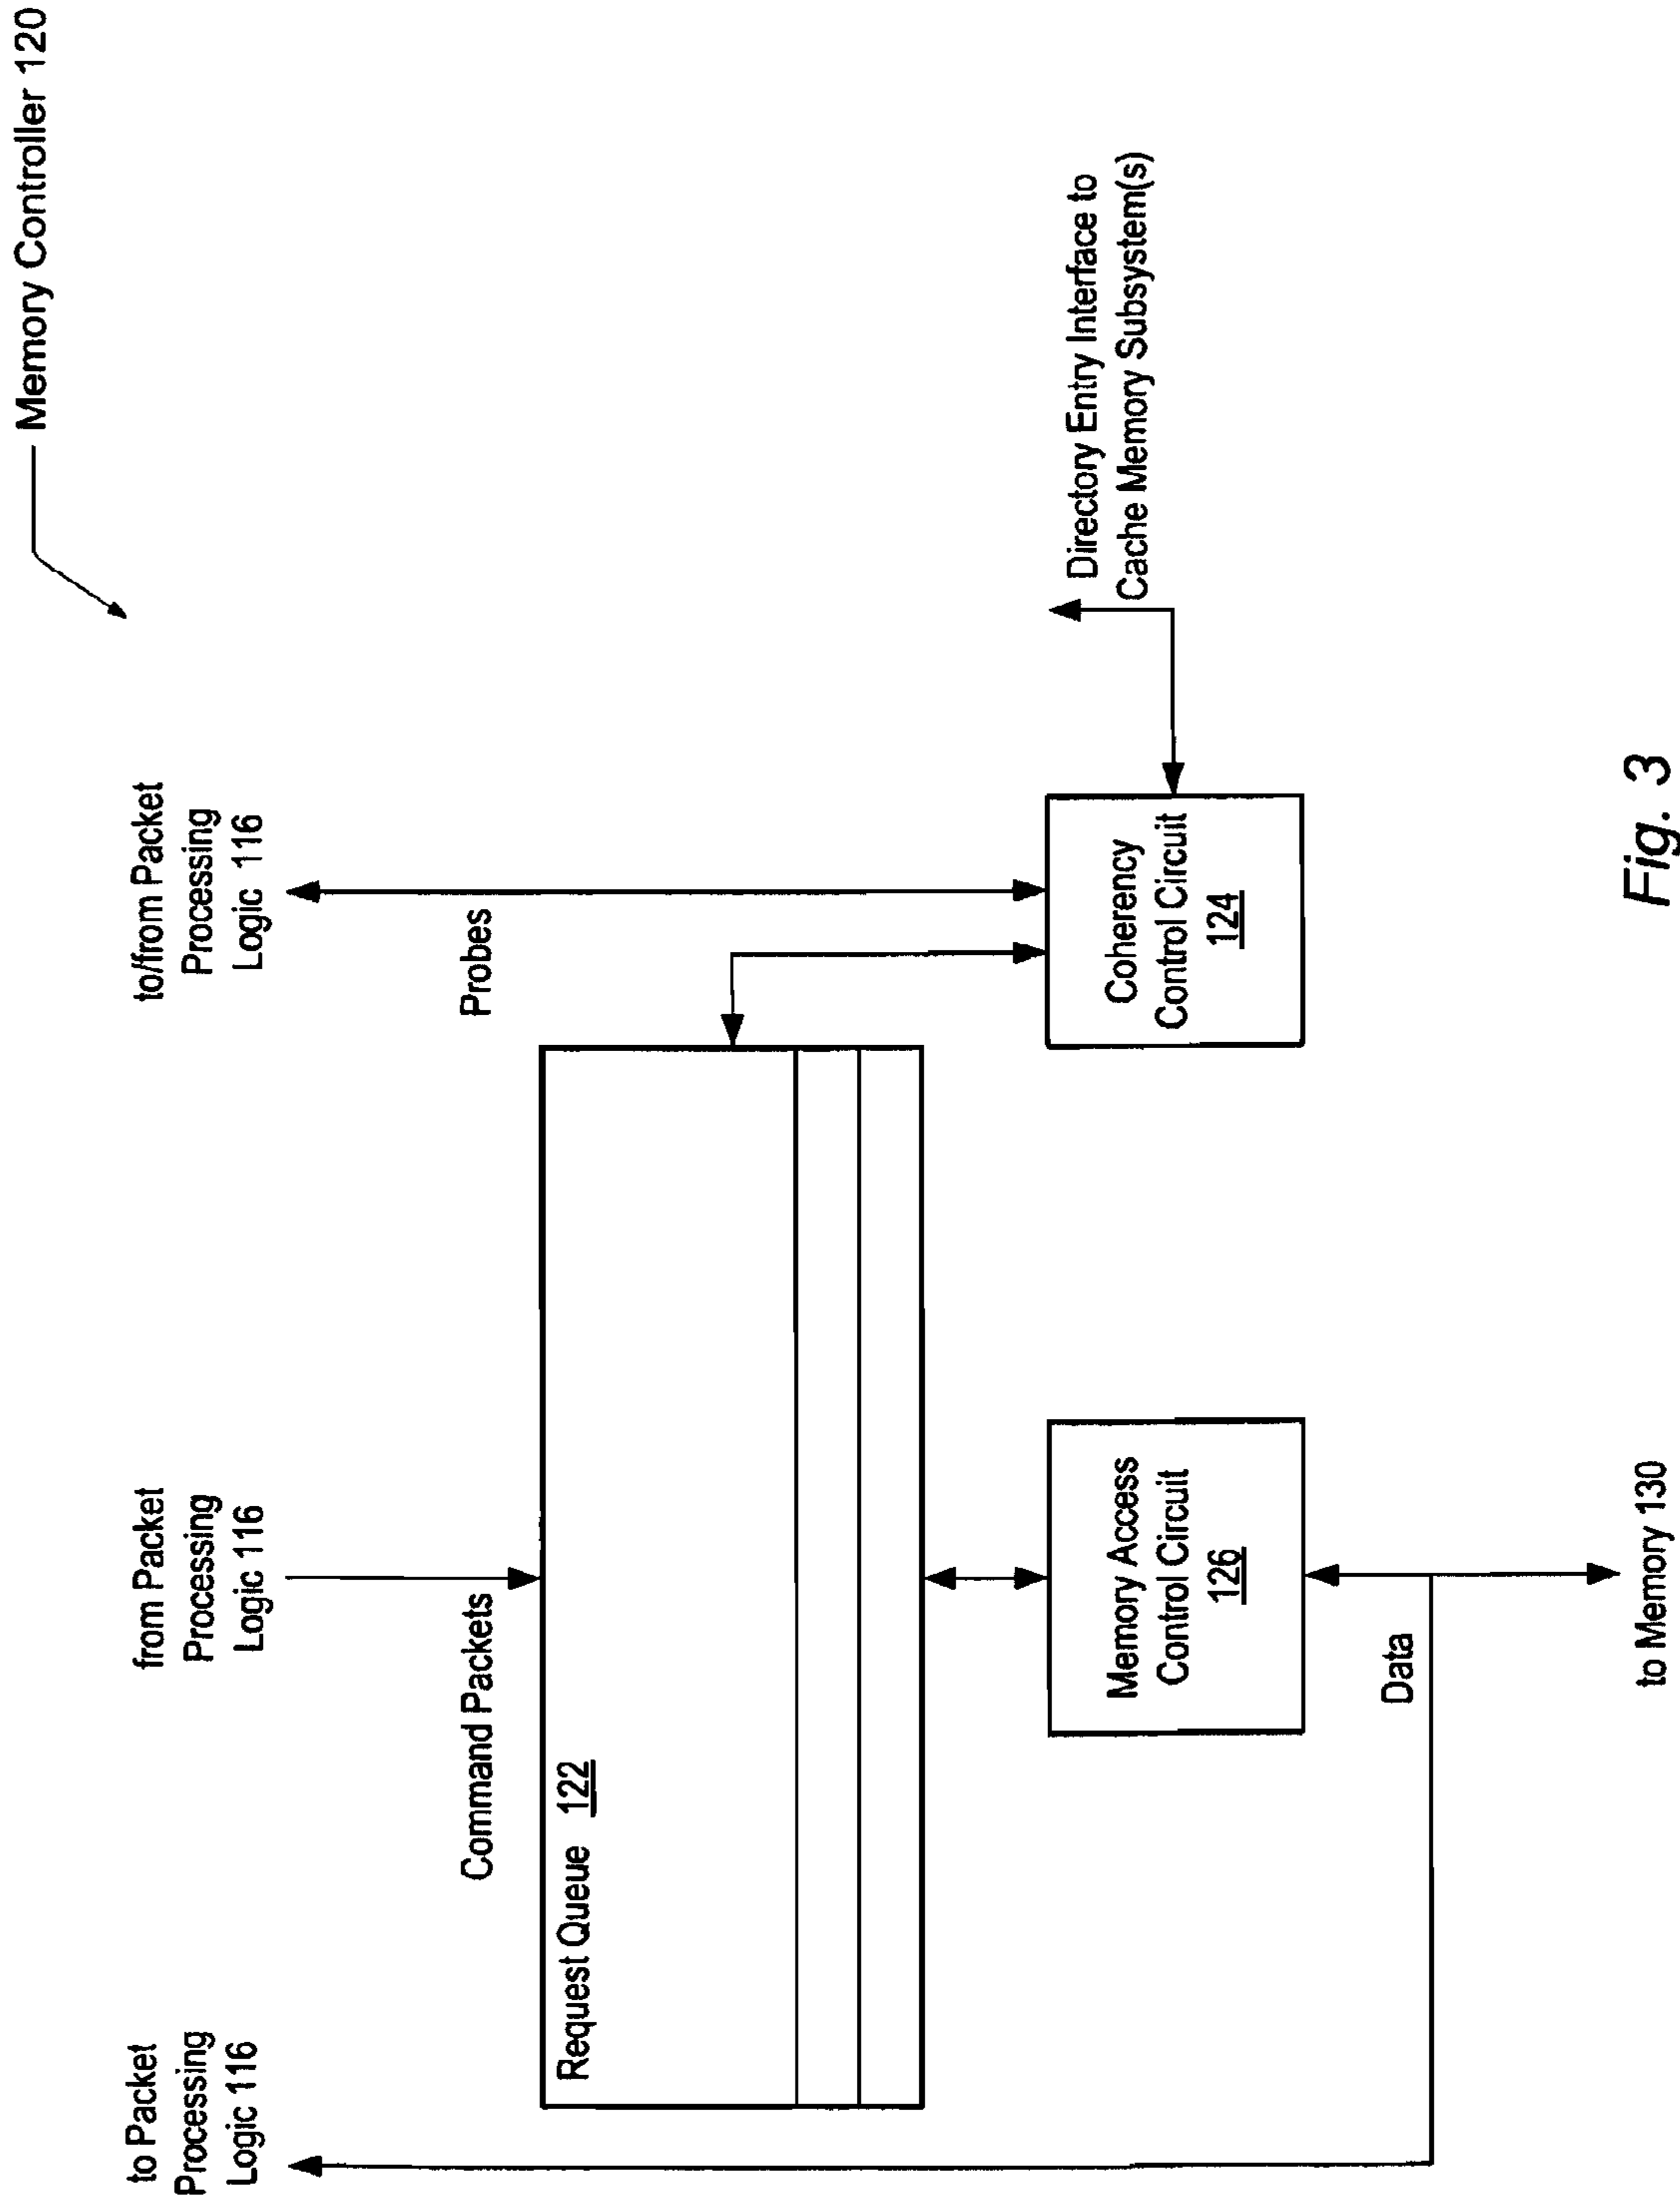 Memory Controller 120
to Packet
Processing
Logic 116
from Packet
Processing
Logic 116
to/from Packet
Processing
Logic 116
Command Packets
Probes
Request Queue 122
Directory Entry Interface to
Cache Memory Subsystem(s)
Memory Access
Control Circuit
126
Coherency
Control Circuit
124
Data
to Memory 130
Fig. 3